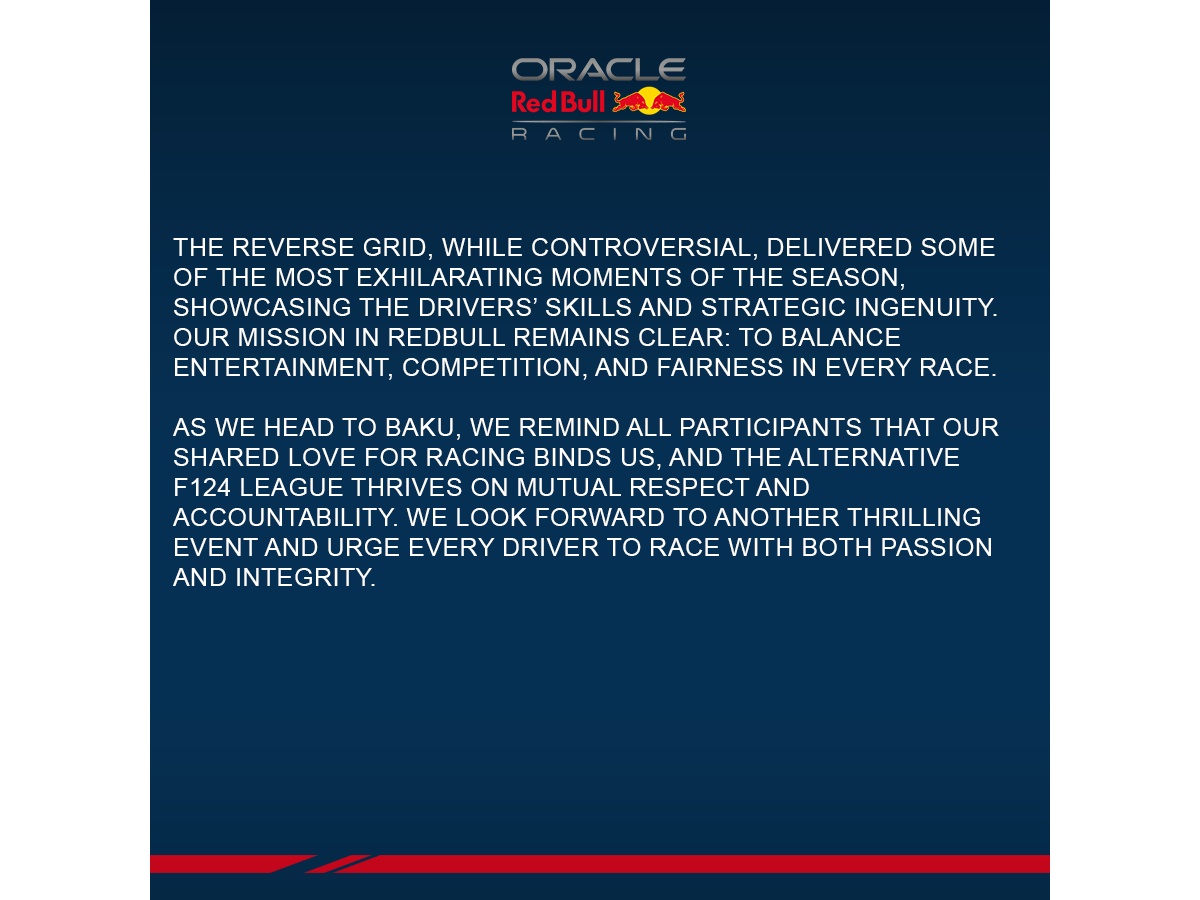 ORACLE
Red Bull
RACING
THE REVERSE GRID, WHILE CONTROVERSIAL, DELIVERED SOME
OF THE MOST EXHILARATING MOMENTS OF THE SEASON,
SHOWCASING THE DRIVERS’ SKILLS AND STRATEGIC INGENUITY.
OUR MISSION IN REDBULL REMAINS CLEAR: TO BALANCE
ENTERTAINMENT, COMPETITION, AND FAIRNESS IN EVERY RACE.
AS WE HEAD TO BAKU, WE REMIND ALL PARTICIPANTS THAT OUR
SHARED LOVE FOR RACING BINDS US, AND THE ALTERNATIVE
F124 LEAGUE THRIVES ON MUTUAL RESPECT AND
ACCOUNTABILITY. WE LOOK FORWARD TO ANOTHER THRILLING
EVENT AND URGE EVERY DRIVER TO RACE WITH BOTH PASSION
AND INTEGRITY.